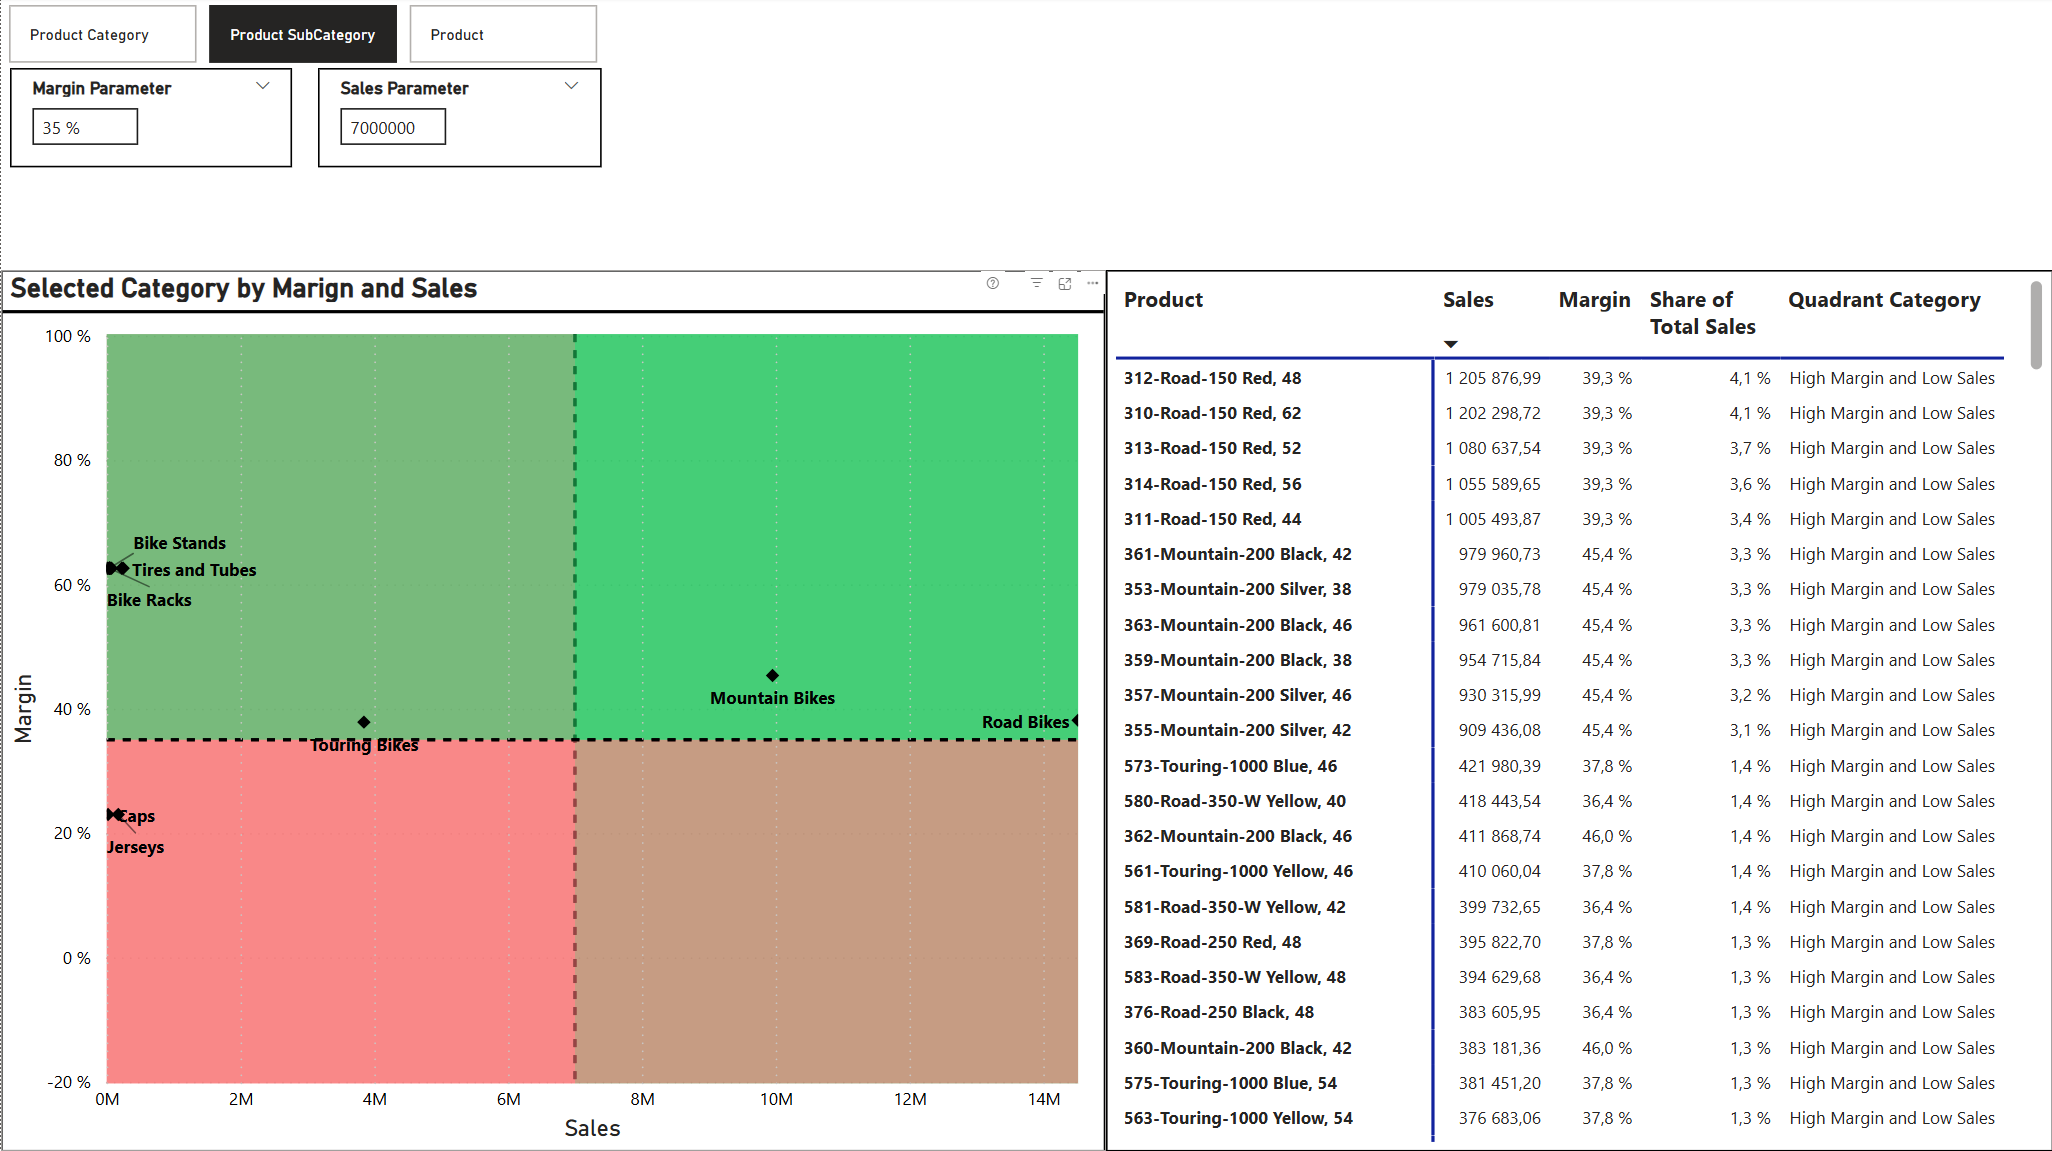 Product Category
Product SubCategory
Product
Margin Parameter
35 %
Sales Parameter
7000000
Selected Category by Marign and Sales
Margin
100 %
80 %
60 %
40 %
20 %
0 %
-20 %
Bike Stands
Tires and Tubes
Bike Racks
Mountain Bikes
Road Bikes
Touring Bikes
Caps
Jerseys
0M 2M 4M 6M 8M 10M 12M 14M
Sales
Product Sales Margin Share of Total Sales Quadrant Category
312-Road-150 Red, 48 1 205 876,99 39,3 % 4,1 % High Margin and Low Sales
310-Road-150 Red, 62 1 202 298,72 39,3 % 4,1 % High Margin and Low Sales
313-Road-150 Red, 52 1 080 637,54 39,3 % 3,7 % High Margin and Low Sales
314-Road-150 Red, 56 1 055 589,65 39,3 % 3,6 % High Margin and Low Sales
311-Road-150 Red, 44 1 005 493,87 39,3 % 3,4 % High Margin and Low Sales
361-Mountain-200 Black, 42 979 960,73 45,4 % 3,3 % High Margin and Low Sales
353-Mountain-200 Silver, 38 979 035,78 45,4 % 3,3 % High Margin and Low Sales
363-Mountain-200 Black, 46 961 600,81 45,4 % 3,3 % High Margin and Low Sales
359-Mountain-200 Black, 38 954 715,84 45,4 % 3,3 % High Margin and Low Sales
357-Mountain-200 Silver, 46 930 315,99 45,4 % 3,2 % High Margin and Low Sales
355-Mountain-200 Silver, 42 909 436,08 45,4 % 3,1 % High Margin and Low Sales
573-Touring-1000 Blue, 46 421 980,39 37,8 % 1,4 % High Margin and Low Sales
580-Road-350-W Yellow, 40 418 443,54 36,4 % 1,4 % High Margin and Low Sales
362-Mountain-200 Black, 46 411 868,74 46,0 % 1,4 % High Margin and Low Sales
561-Touring-1000 Yellow, 46 410 060,04 37,8 % 1,4 % High Margin and Low Sales
581-Road-350-W Yellow, 42 399 732,65 36,4 % 1,4 % High Margin and Low Sales
369-Road-250 Red, 48 395 822,70 37,8 % 1,3 % High Margin and Low Sales
583-Road-350-W Yellow, 48 394 629,68 36,4 % 1,3 % High Margin and Low Sales
376-Road-250 Black, 48 383 605,95 36,4 % 1,3 % High Margin and Low Sales
360-Mountain-200 Black, 42 383 181,36 46,0 % 1,3 % High Margin and Low Sales
575-Touring-1000 Blue, 54 381 451,20 37,8 % 1,3 % High Margin and Low Sales
563-Touring-1000 Yellow, 54 376 683,06 37,8 % 1,3 % High Margin and Low Sales